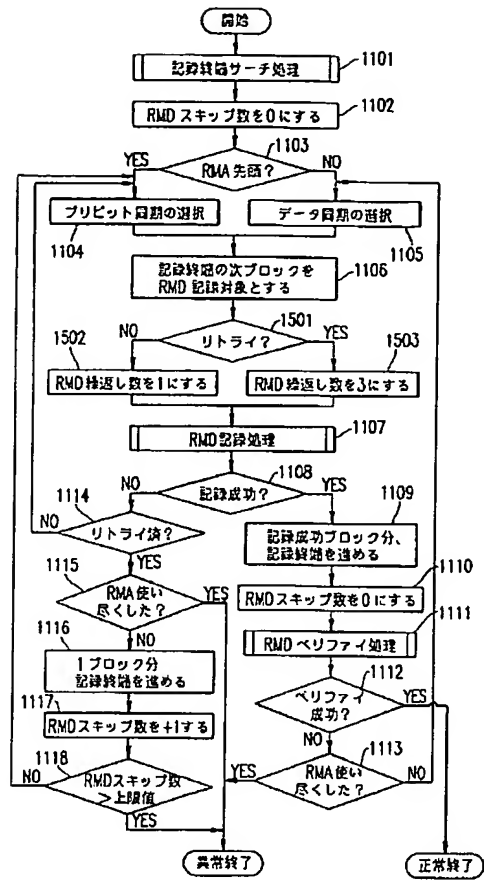 開始
記録終端サーチ処理
1101
RMDスキップ数を0にする
1102
1103
YES
RMA先頭?
NO
プリピット同期の選択
データ同期の選択
1104
1105
記録終端の次ブロックを
RMD記録対象とする
1106
1501
1502
NO
リトライ?
YES
1503
RMD繰返し数を1にする
RMD繰返し数を3にする
RMD記録処理
1107
1108
NO
記録成功?
YES
1109
1114
NO
リトライ済?
YES
記録成功ブロック分、
記録終端を進める
1110
1115
RMA使い
尽くした?
YES
NO
RMDスキップ数を0にする
1111
RMDベリファイ処理
1116
1ブロック分
記録終端を進める
1112
ベリファイ
成功?
YES
NO
1117
RMDスキップ数を+1する
1113
YES
RMA使い
尽くした?
NO
1118
NO
RMDスキップ数
>上限値
YES
異常終了
正常終了